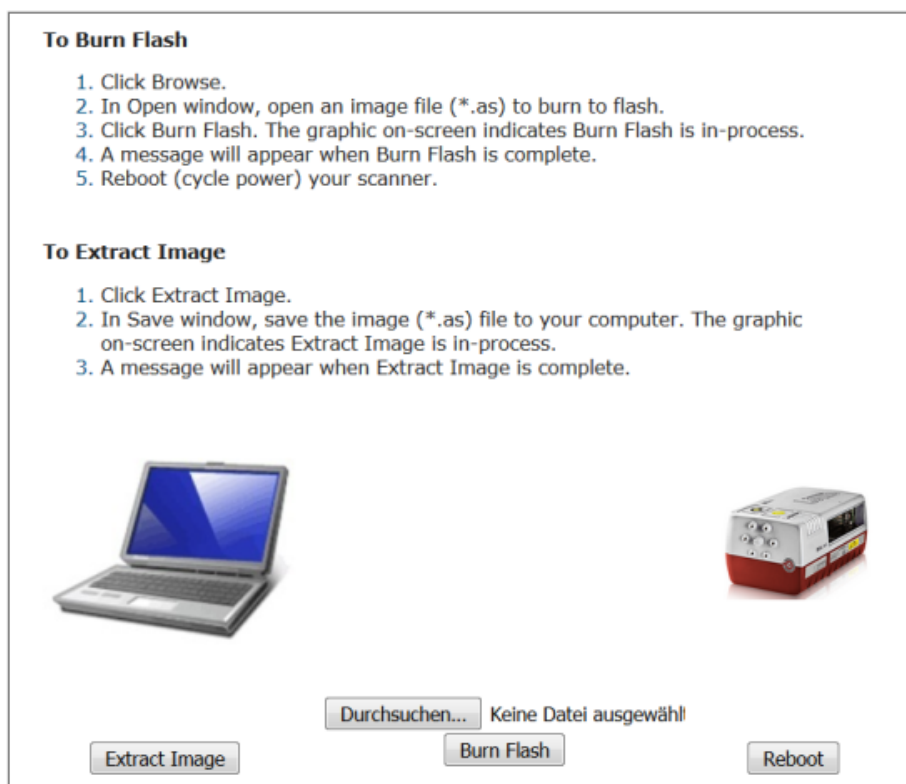 To Burn Flash
1. Click Browse.
2. In Open window, open an image file (*.as) to burn to flash.
3. Click Burn Flash. The graphic on-screen indicates Burn Flash is in-process.
4. A message will appear when Burn Flash is complete.
5. Reboot (cycle power) your scanner.
To Extract Image
1. Click Extract Image.
2. In Save window, save the image (*.as) file to your computer. The graphic
on-screen indicates Extract Image is in-process.
3. A message will appear when Extract Image is complete.
Durchsuchen... Keine Datei ausgewähl
Extract Image
Burn Flash
Reboot